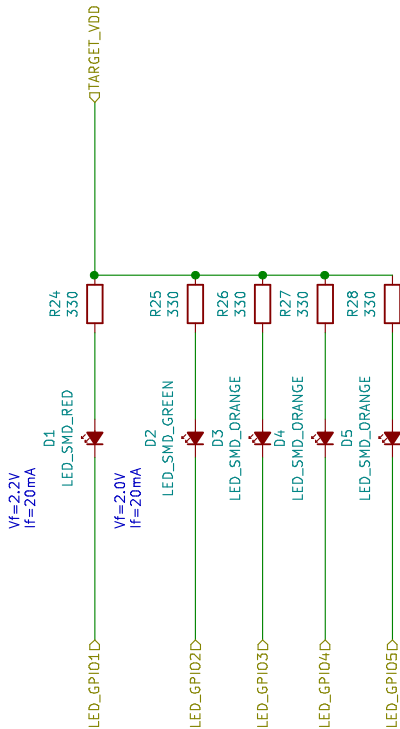 TARGET_VDD
R24
330
R25
330
R26
330
R27
330
R28
330
D1
LED_SMD_RED
D2
LED_SMD_GREEN
D3
LED_SMD_ORANGE
D4
LED_SMD_ORANGE
D5
LED_SMD_ORANGE
Vf=2.2V
If=20mA
Vf=2.0V
If=20mA
LED_GPIO1
LED_GPIO2
LED_GPIO3
LED_GPIO4
LED_GPIO5